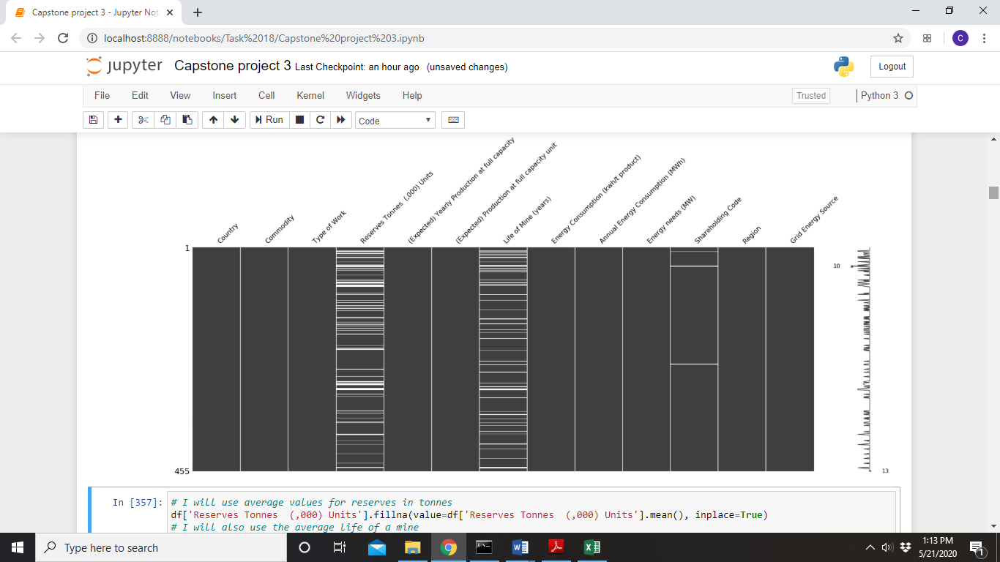 Capstone project 3 - Jupyter Not
localhost:8888/notebooks/Task%2018/Capstone%20project%203.ipynb
C
jupyter Capstone project 3 Last Checkpoint: an hour ago (unsaved changes)
Logout
File Edit View Insert Cell Kernel Widgets Help
Trusted
Python 3
Run
Code
Country
Commodity
Type of Work
Reserves Tonnes (,000) Units
(Expected) Yearly Production at full capacity
(Expected) Production at full capacity unit
Life of Mine (years)
Energy Consumption (kwh/t product)
Annual Energy Consumption (MWh)
Energy needs (MW)
Shareholding Code
Region
Grid Energy Source
1
10
455
13
In [357]:
# I will use average values for reserves in tonnes
df['Reserves Tonnes  (,000) Units'].fillna(value=df['Reserves Tonnes  (,000) Units'].mean(), inplace=True)
# I will also use the average life of a mine
Type here to search
1:13 PM
5/21/2020
1